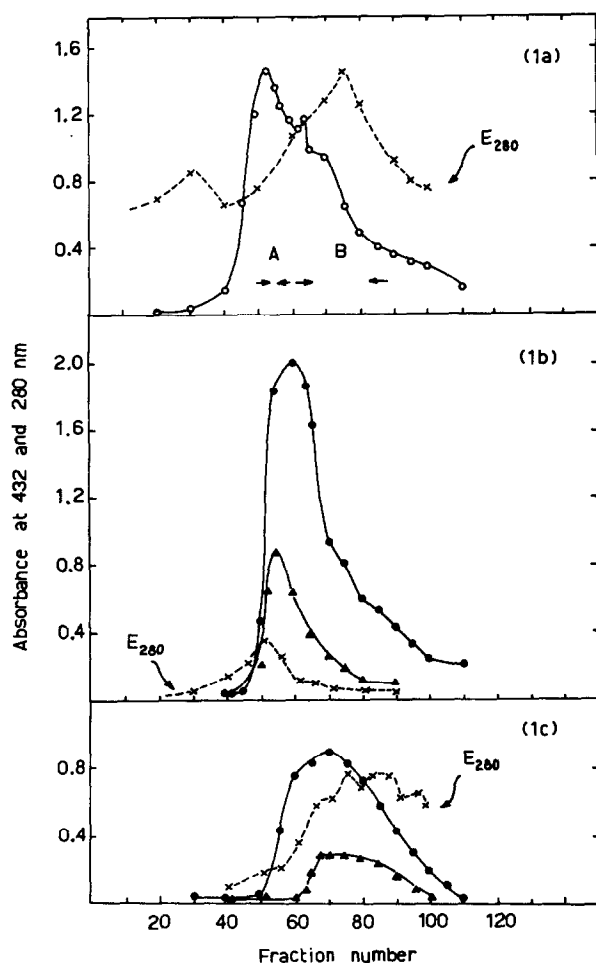 (1a)
1.6
1.2
0.8
0.4
E280
A B
(1b)
2.0
1.6
1.2
0.8
0.4
E280
(1c)
0.8
0.4
E280
20 40 60 80 100 120
Fraction number
Absorbance at 432 and 280 nm